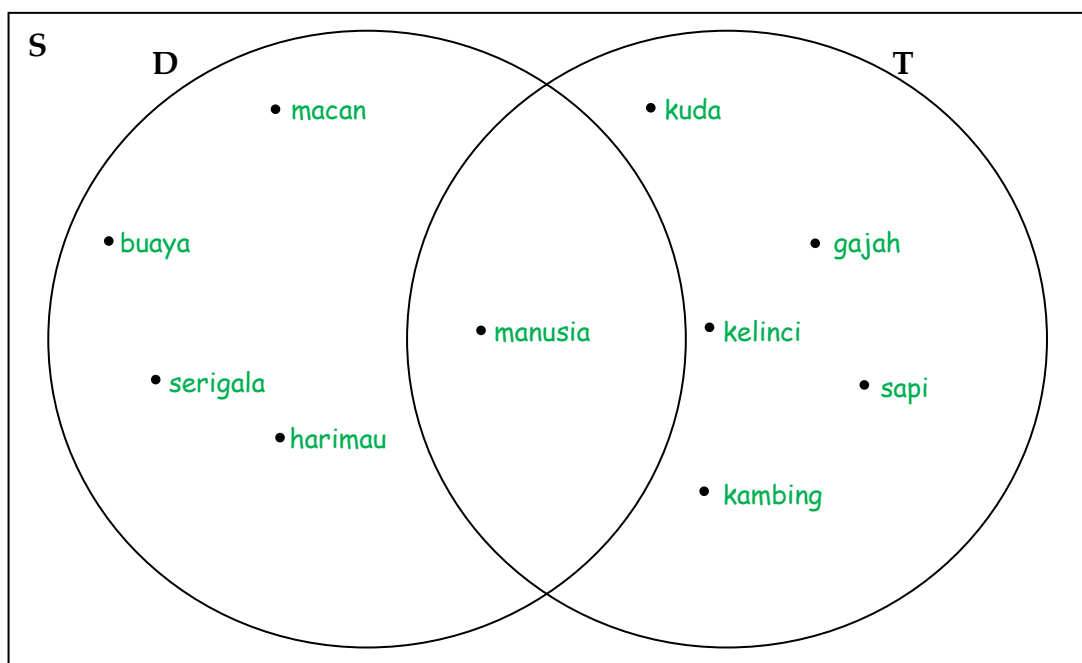 S
D
T
macan
kuda
buaya
gajah
manusia
kelinci
serigala
sapi
harimau
kambing